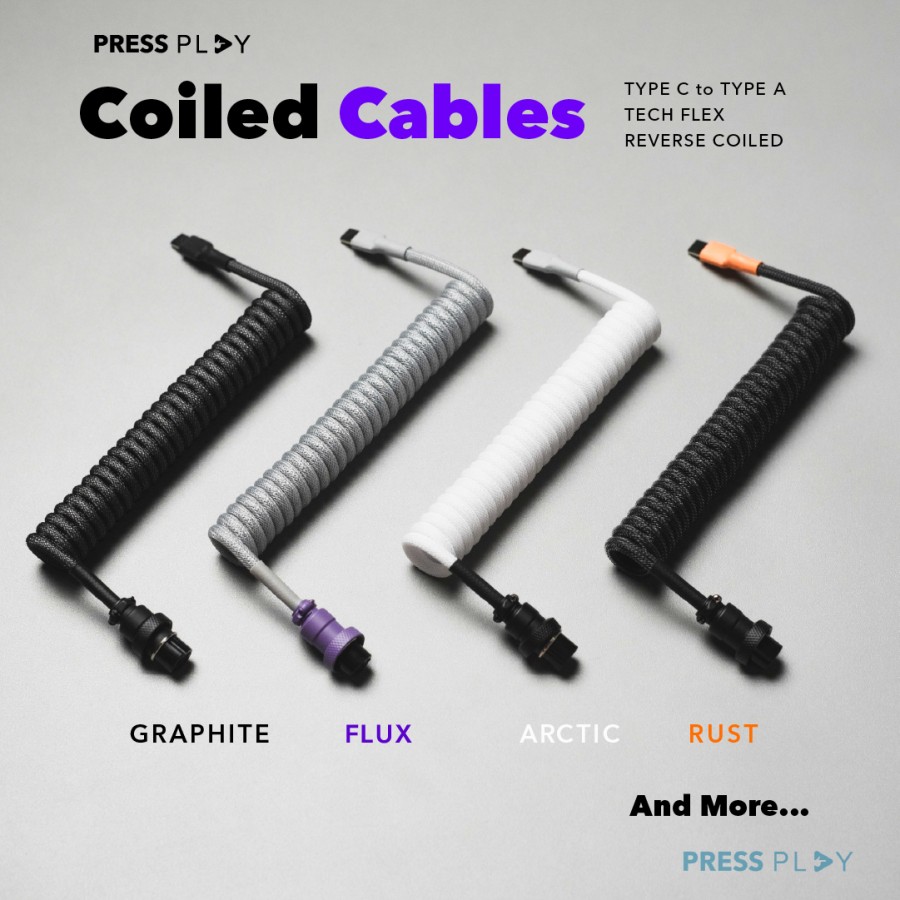 PRESS PLAY
Coiled Cables
TYPE C to TYPE A
TECH FLEX
REVERSE COILED
GRAPHITE
FLUX
ARCTIC
RUST
And More...
PRESS PLAY